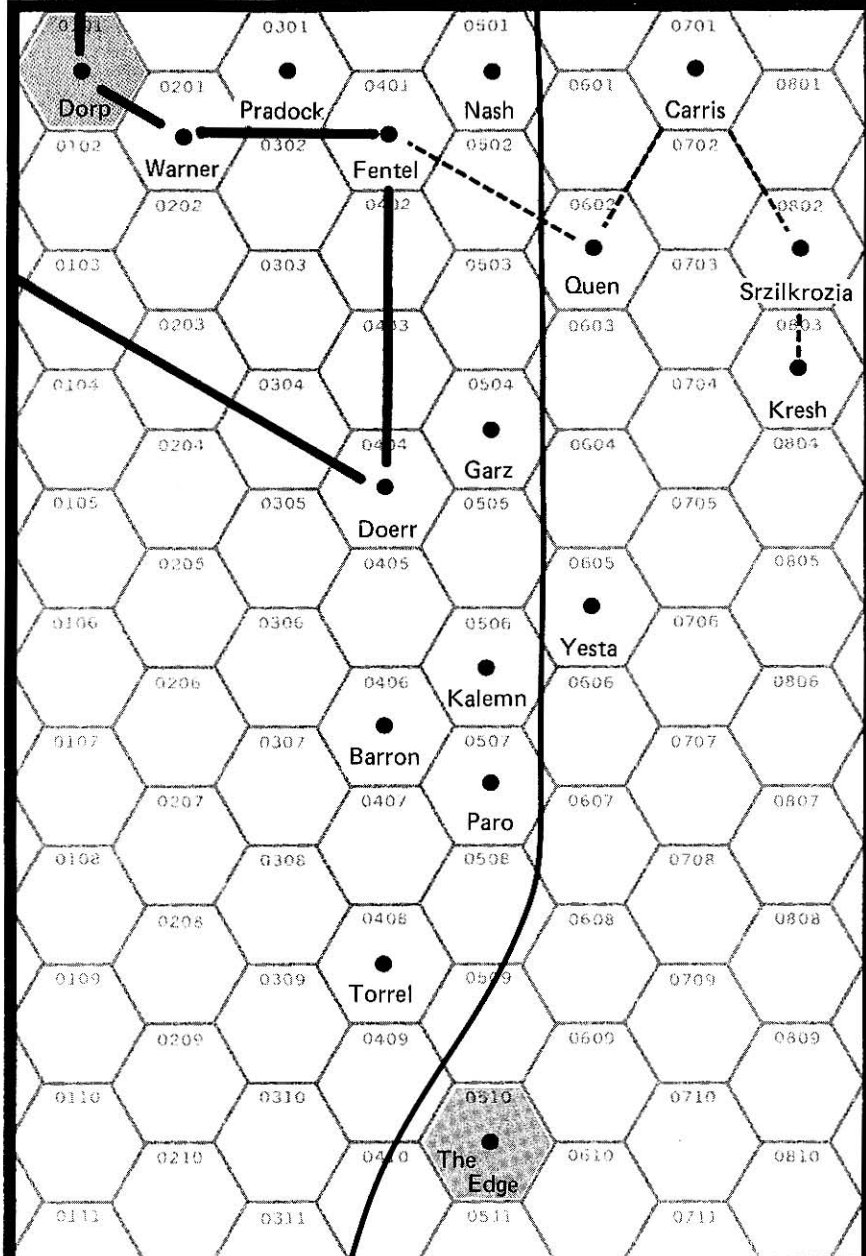 0101 0301 0501 0701
0201 0401 0601 0801
Dorp Pradock Nash Carris
0102 0302 0502 0702
Warner Fentel
0202 0402 0602 0802
0103 0303 0503 0703
Quen Srzilkrozia
0203 0403 0603 0803
0104 0304 0504 0704
Kresh
0204 0404 0604 0804
Garz
0105 0305 0505 0705
Doerr
0205 0405 0605 0805
0106 0306 0506 0706
Yesta
0206 0406 0606 0806
Kalemn
0107 0307 0507 0707
Barron
0207 0407 0607 0807
Paro
0108 0308 0508 0708
0208 0408 0608 0808
0109 0309 0509 0709
Torrel
0209 0409 0609 0809
0110 0310 0510 0710
0210 0410 0610 0810
The
Edge
0111 0311 0511 0711